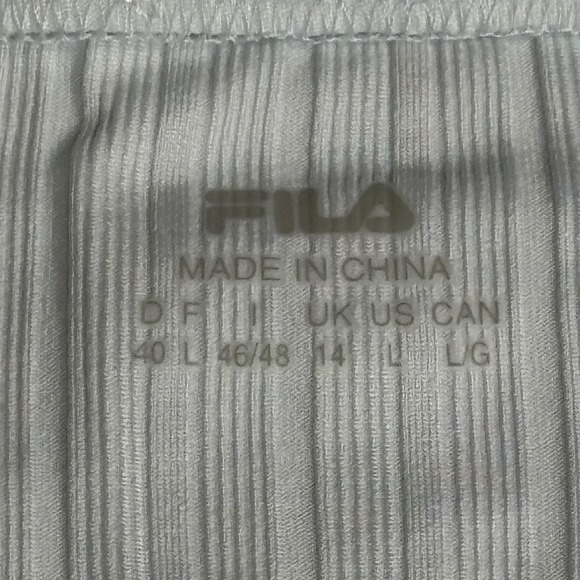 FILA
MADE IN CHINA
D F I UK US CAN
40 L 46/48 14 L L/G